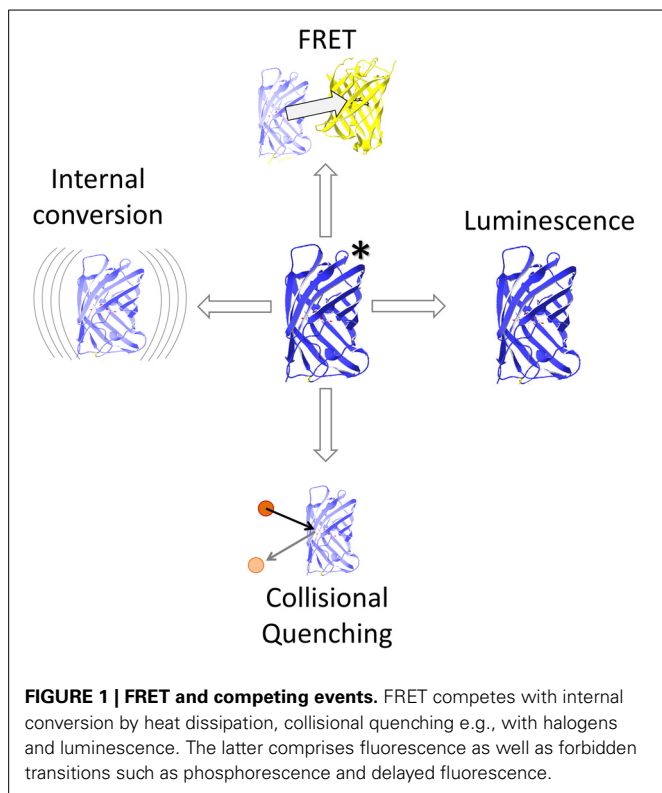 FRET
Internal
conversion
Luminescence
*
Collisional
Quenching
FIGURE 1 | FRET and competing events. FRET competes with internal
conversion by heat dissipation, collisional quenching e.g., with halogens
and luminescence. The latter comprises fluorescence as well as forbidden
transitions such as phosphorescence and delayed fluorescence.